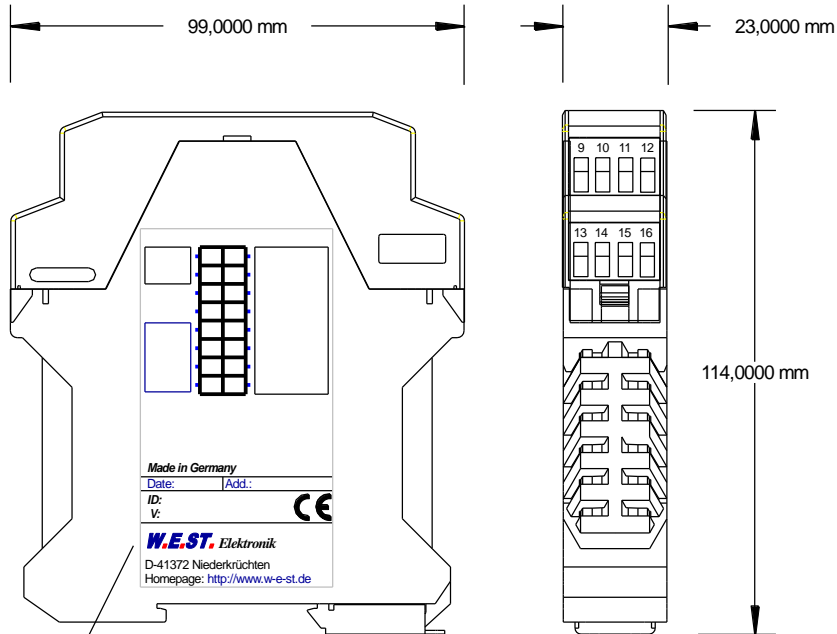 99,0000 mm
23,0000 mm
9 10 11 12
13 14 15 16
114,0000 mm
Made in Germany
Date: Add.:
ID:
V:
CE
W.E.ST. Elektronik
D-41372 Niederkrüchten
Homepage: http://www.w-e-st.de